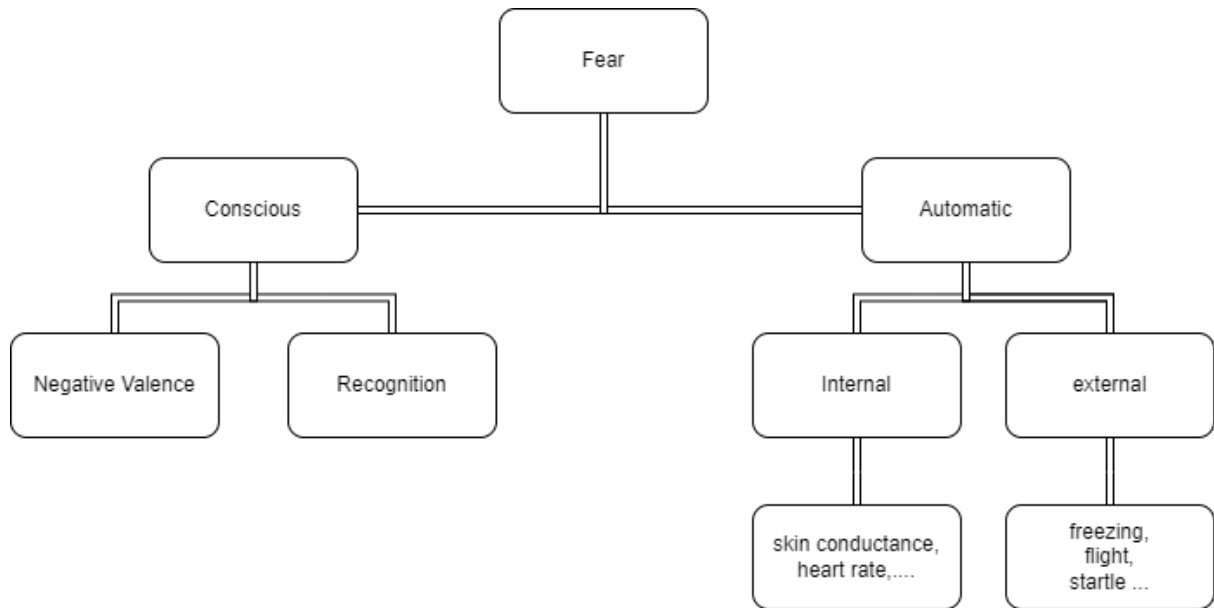 Fear
Conscious
Automatic
Negative Valence
Recognition
Internal
external
skin conductance,
heart rate,....
freezing,
flight,
startle ...